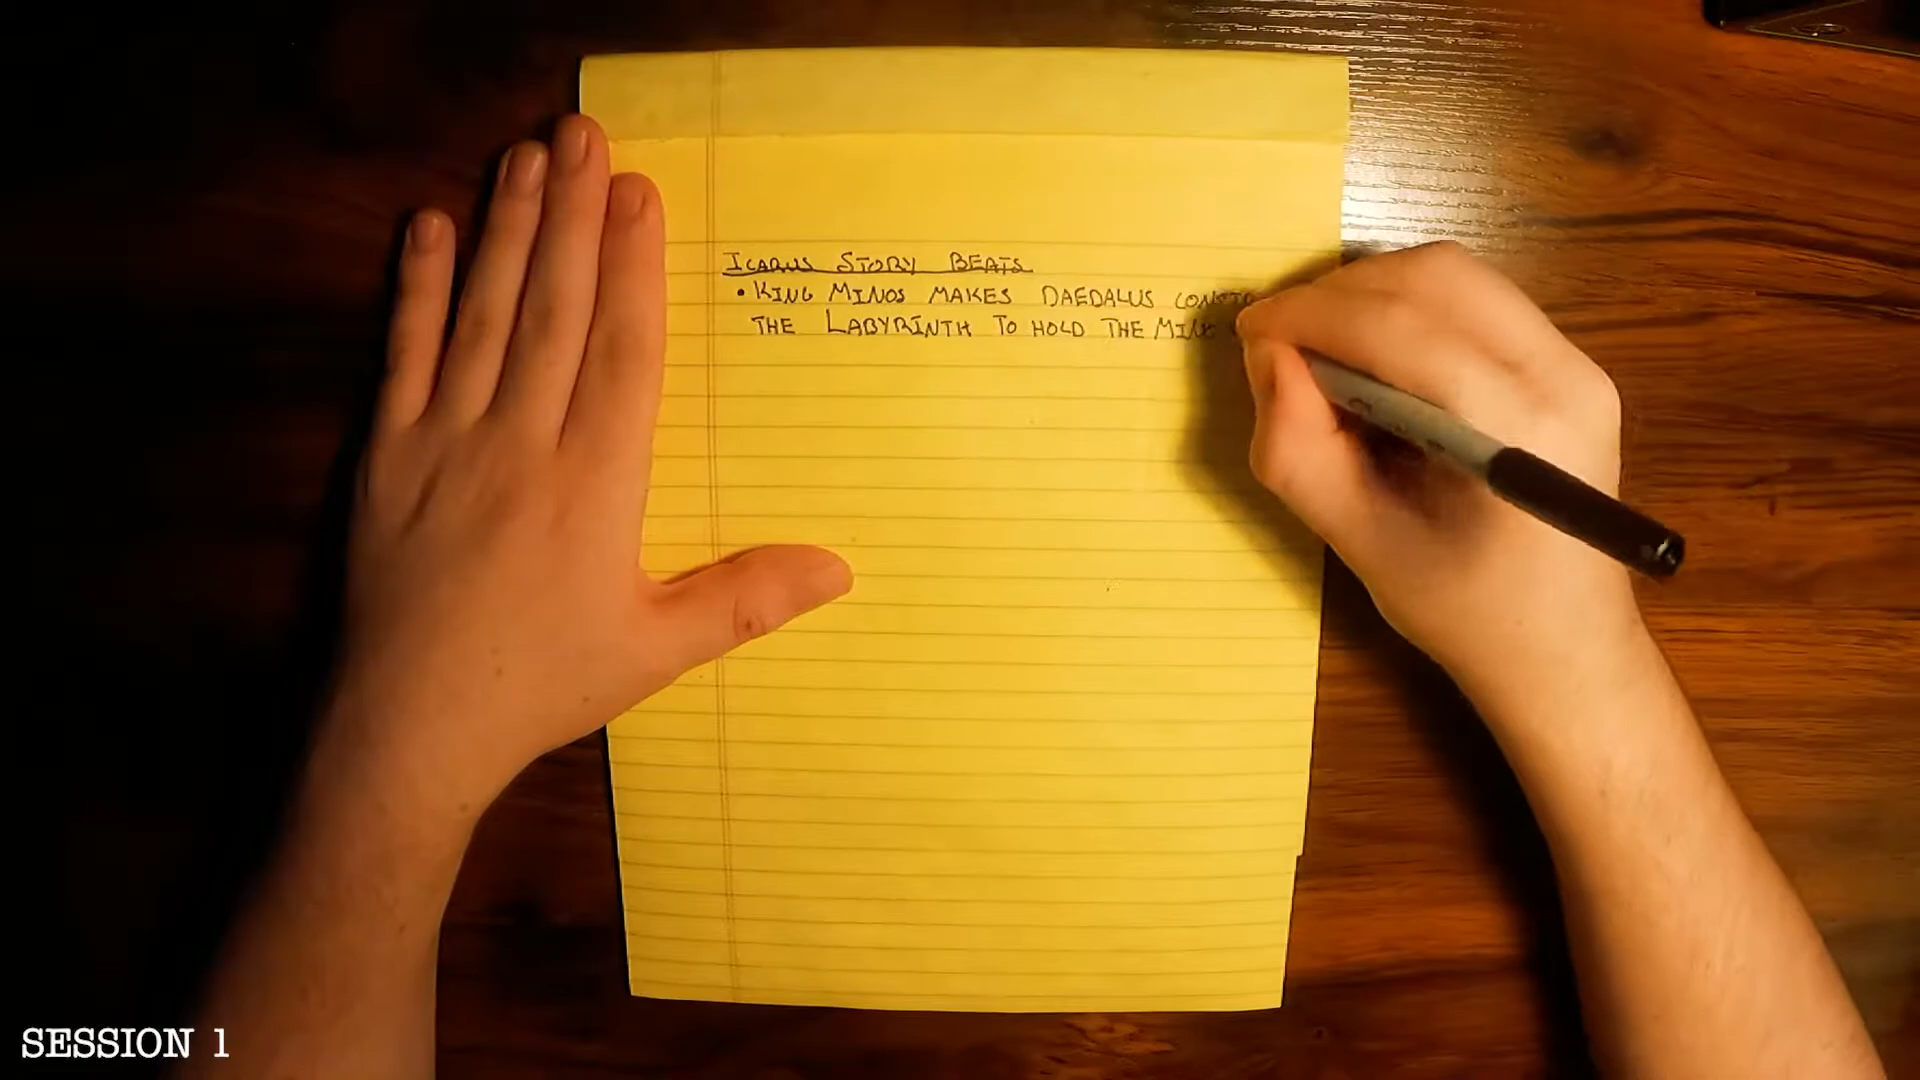 ICARUS STORY BEATS
• KING MINOS MAKES DAEDALUS
THE LABYRINTH TO HOLD THE
SESSION 1